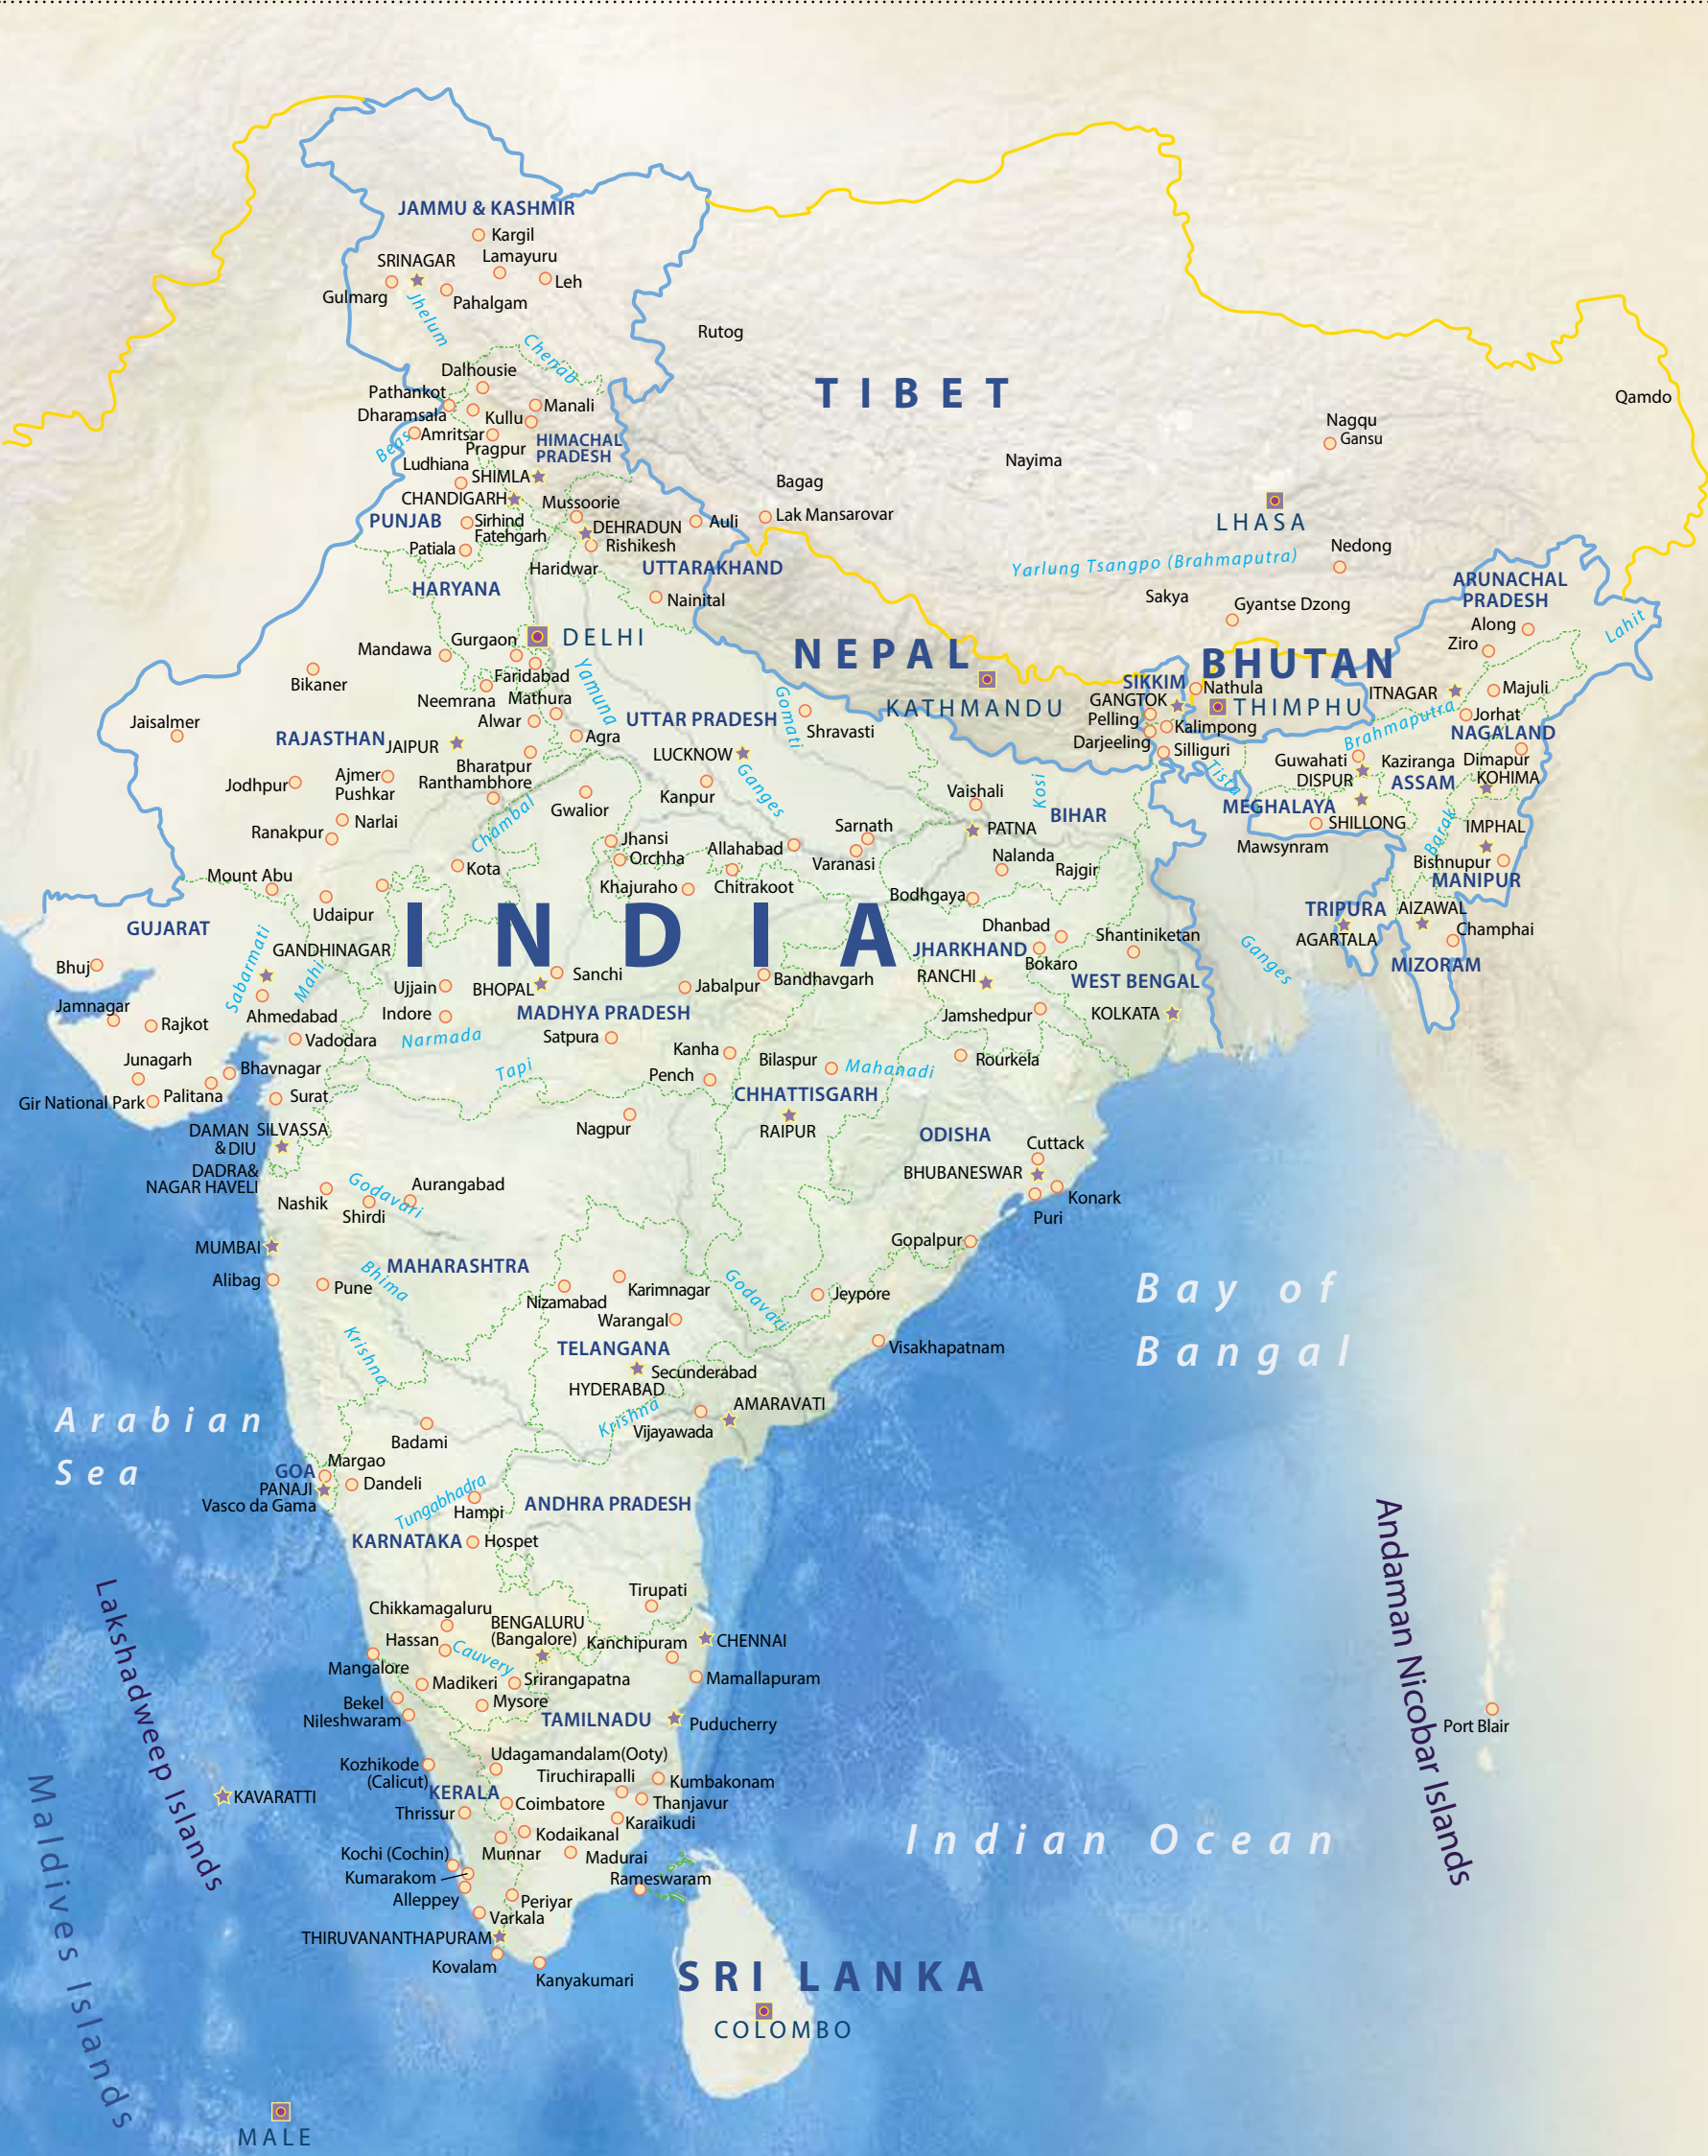 JAMMU & KASHMIR
Kargil
Lamayuru
SRINAGAR
Leh
Gulmarg
Pahalgam
Jhelum
Rutog
Chenab
Dalhousie
TIBET
Pathankot
Qamdo
Manali
Dharamsala
Kullu
Nagqu
Gansu
Beas
Amritsar
Pragpur
HIMACHAL
PRADESH
Nayima
Ludhiana
SHIMLA
Bagag
CHANDIGARH
Mussoorie
Lak Mansarovar
PUNJAB
Sirhind
Fatehgarh
DEHRADUN
Auli
LHASA
Patiala
Rishikesh
Nedong
Haridwar
UTTARAKHAND
Yarlung Tsangpo (Brahmaputra)
HARYANA
ARUNACHAL
PRADESH
Nainital
Sakya
Gyantse Dzong
Along
Lahit
Gurgaon
DELHI
Ziro
Mandawa
NEPAL
BHUTAN
Bikaner
Faridabad
Yamuna
SIKKIM
Nathula
ITNAGAR
Majuli
Neemrana
Mathura
Gomati
KATHMANDU
GANGTOK
THIMPHU
Jaisalmer
Alwar
UTTAR PRADESH
Pelling
Kalimpong
Brahmaputra
Jorhat
RAJASTHAN
JAIPUR
Agra
Shravasti
Darjeeling
Silliguri
NAGALAND
Bharatpur
LUCKNOW
Guwahati
Kaziranga
Dimapur
Jodhpur
Ajmer
Pushkar
Ranthambhore
Ganges
Kosi
Tista
DISPUR
ASSAM
KOHIMA
Gwalior
Kanpur
Vaishali
BIHAR
MEGHALAYA
Ranakpur
Narlai
Chambal
Jhansi
Sarnath
PATNA
SHILLONG
Barak
IMPHAL
Orchha
Allahabad
Varanasi
Nalanda
Rajgir
Mawsynram
Bishnupur
Mount Abu
Kota
Khajuraho
Chitrakoot
Bodhgaya
MANIPUR
Udaipur
INDIA
TRIPURA
AIZAWAL
GUJARAT
Dhanbad
Shantiniketan
AGARTALA
Champhai
Sabarmati
GANDHINAGAR
Mahi
JHARKHAND
Bokaro
Ganges
MIZORAM
Bhuj
Ujjain
BHOPAL
Sanchi
Jabalpur
Bandhavgarh
RANCHI
WEST BENGAL
Jamnagar
Rajkot
Ahmedabad
Indore
MADHYA PRADESH
Jamshedpur
KOLKATA
Vadodara
Narmada
Satpura
Junagarh
Bhavnagar
Tapi
Kanha
Bilaspur
Mahanadi
Rourkela
Pench
Gir National Park
Palitana
Surat
CHHATTISGARH
DAMAN
& DIU
SILVASSA
Nagpur
RAIPUR
ODISHA
Cuttack
DADRA&
NAGAR HAVELI
BHUBANESWAR
Nashik
Godavari
Aurangabad
Konark
Shirdi
Puri
MUMBAI
Gopalpur
Alibag
Pune
Bhima
MAHARASHTRA
Karimnagar
Godavari
Jeypore
Bay of
Bangal
Nizamabad
Warangal
Krishna
TELANGANA
Visakhapatnam
Secunderabad
HYDERABAD
AMARAVATI
Arabian
Sea
Krishna
Vijayawada
Badami
GOA
Margao
PANAJI
Dandeli
Vasco da Gama
Tungabhadra
Hampi
ANDHRA PRADESH
KARNATAKA
Hospet
Andaman Nicobar Islands
Lakshadweep Islands
Tirupati
Chikkamagaluru
BENGALURU
(Bangalore)
Hassan
Cauvery
Kanchipuram
CHENNAI
Mangalore
Madikeri
Srirangapatna
Mamallapuram
Bekel
Mysore
Nileshwaram
TAMILNADU
Puducherry
Port Blair
Maldives Islands
Kozhikode
(Calicut)
Udagamandalam(Ooty)
Tiruchirapalli
Kumbakonam
KAVARATTI
KERALA
Coimbatore
Thanjavur
Thrissur
Karaikudi
Indian Ocean
Kodaikanal
Kochi (Cochin)
Munnar
Madurai
Kumarakom
Rameswaram
Alleppey
Periyar
Varkala
THIRUVANANTHAPURAM
Kovalam
Kanyakumari
SRI LANKA
COLOMBO
MALE